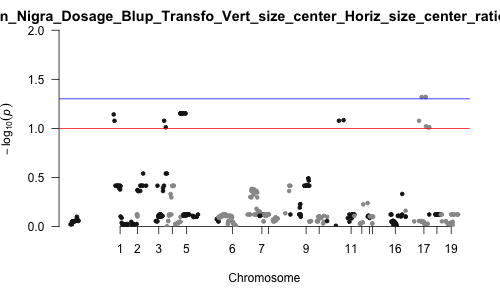 n_Nigra_Dosage_Blup_Transfo_Vert_size_center_Horiz_size_center_ratio
2.0
1.5
1.0
0.5
0.0
− log10(p)
1 2 3 5 6 7 9 11 16 17 19
Chromosome